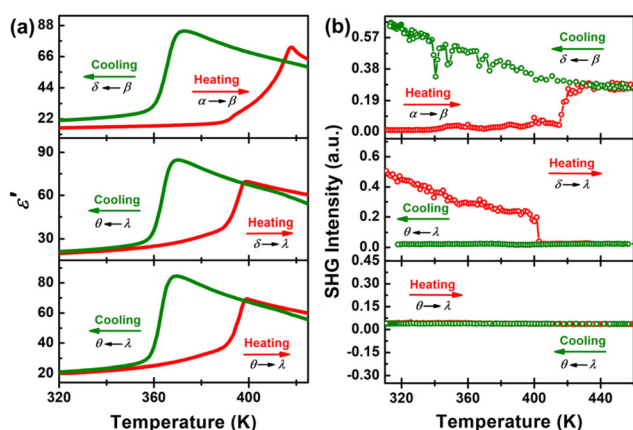 (a)
88
66
44
22
Cooling
δ ← β
Heating
α → β
90
60
30
Cooling
θ ← λ
Heating
δ → λ
80
60
40
20
Cooling
θ ← λ
Heating
θ → λ
ε'
320 360 400
Temperature (K)
(b)
0.57
0.38
0.19
0.00
Cooling
δ ← β
Heating
α → β
0.6
0.4
0.2
0.0
Heating
δ → λ
Cooling
θ ← λ
0.45
0.30
0.15
0.00
-0.15
-0.30
Heating
θ → λ
Cooling
θ ← λ
SHG Intensity (a.u.)
310 360 400 440
Temperature (K)